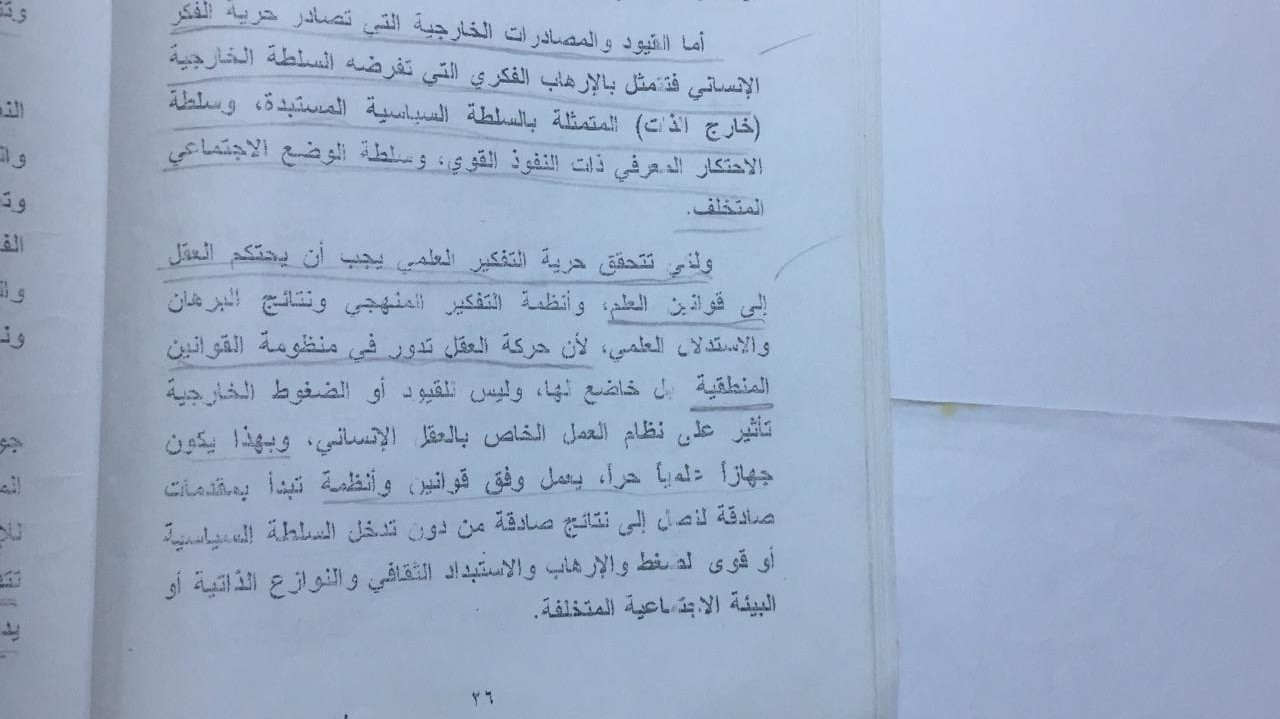 أما القيود والمصادرات الخارجية التي تصادر حرية الفكر
الإنساني فتتمثل بالإرهاب الفكري التي تفرضه السلطة الخارجية
(خارج الذات) المتمثلة بالسلطة السياسية المستبدة، وسلطة
الاحتكار المعرفي ذات النفوذ القوي، وسلطة الوضع الاجتماعي
المتخلف.
ولكي تتحقق حرية التفكير العلمي يجب أن يحتكم العقل
إلى قوانين العلم، وأنظمة التفكير المنهجي ونتائج البرهان
والاستدلال العلمي، لأن حركة العقل تدور في منظومة القوانين
المنطقية بل خاضع لها، وليس للقيود أو الضغوط الخارجية
تأثير على نظام العمل الخاص بالعقل الإنساني، وبهذا يكون
جهازاً علمياً حراً، يعمل وفق قوانين وأنظمة تبدأ بمقدمات
صادقة لتصل إلى نتائج صادقة من دون تدخل السلطة السياسية
أو قوى الضغط والإرهاب والاستبداد الثقافي والنوازع الذاتية أو
البيئة الاجتماعية المتخلفة.
٢٦